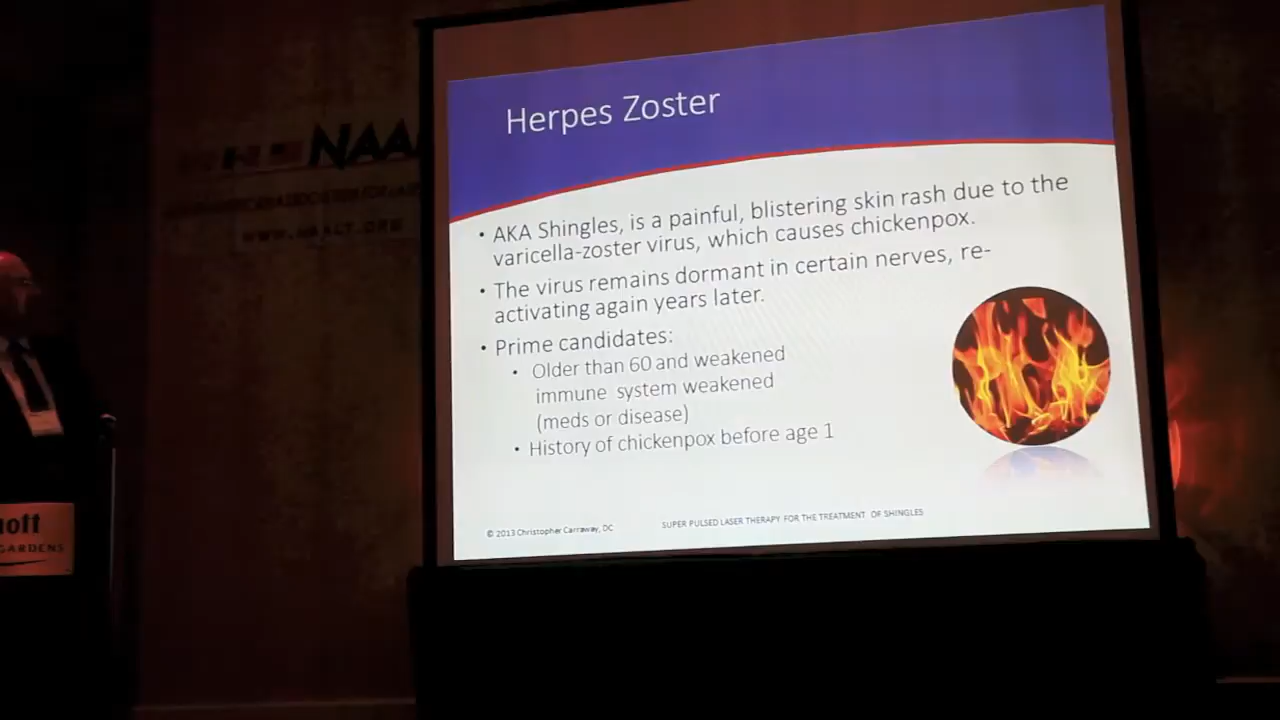 Herpes Zoster
• AKA Shingles, is a painful, blistering skin rash due to the
varicella-zoster virus, which causes chickenpox.
• The virus remains dormant in certain nerves, re-
activating again years later.
• Prime candidates:
• Older than 60 and weakened
immune system weakened
(meds or disease)
• History of chickenpox before age 1
© 2013 Christopher Carraway, DC
SUPER PULSED LASER THERAPY FOR THE TREATMENT OF SHINGLES
NAA
WWW.NAALT.ORG
GARDENS